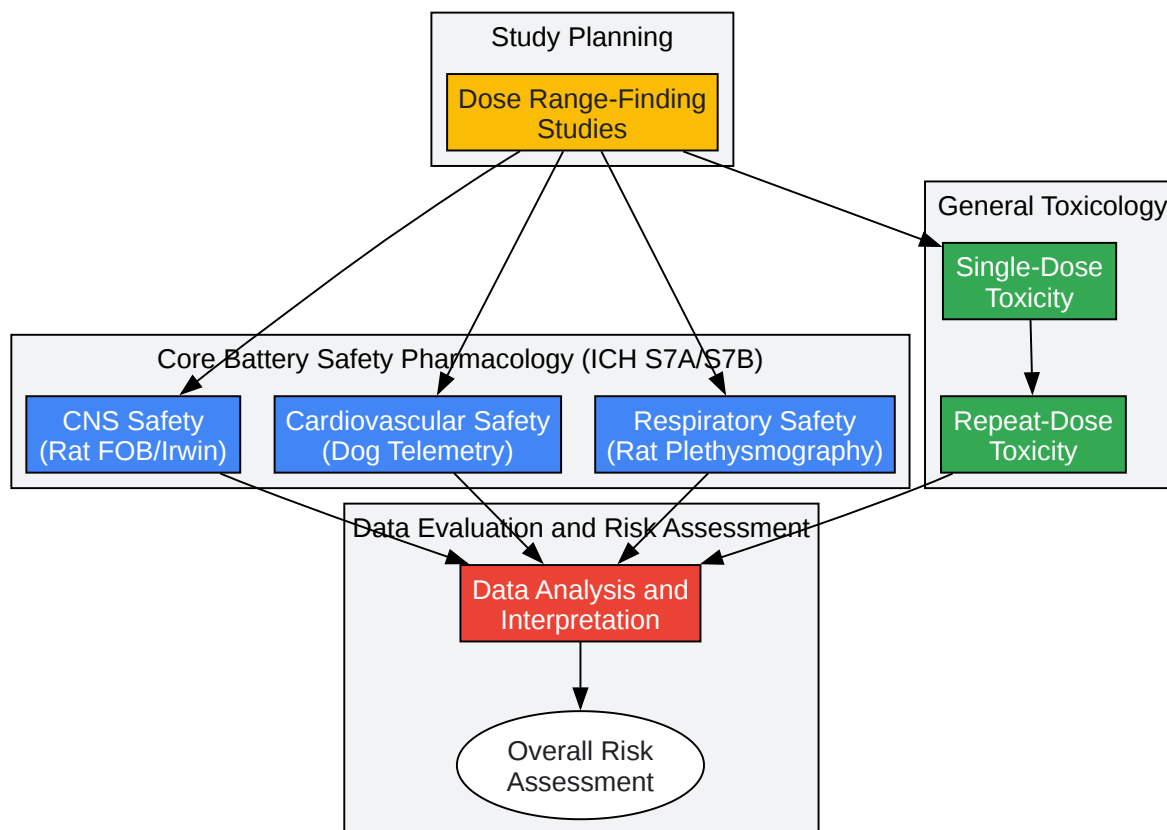 Study Planning
Dose Range-Finding
Studies
General Toxicology
Single-Dose
Toxicity
Core Battery Safety Pharmacology (ICH S7A/S7B)
CNS Safety
(Rat FOB/Irwin)
Cardiovascular Safety
(Dog Telemetry)
Respiratory Safety
(Rat Plethysmography)
Repeat-Dose
Toxicity
Data Evaluation and Risk Assessment
Data Analysis and
Interpretation
Overall Risk
Assessment